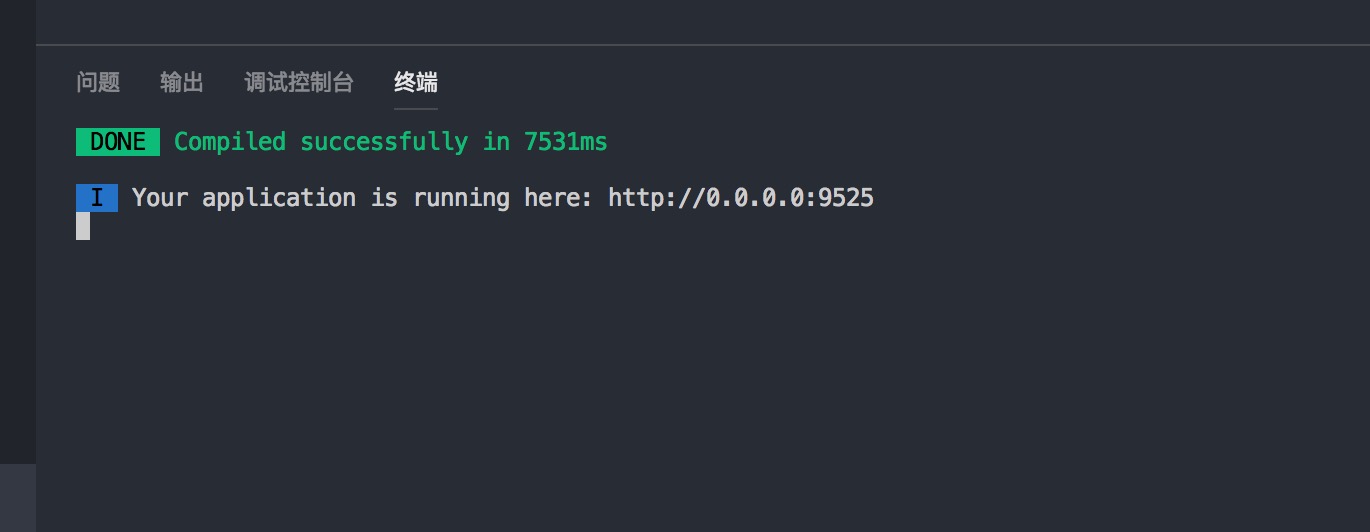 问题 输出 调试控制台 终端
DONE Compiled successfully in 7531ms
I Your application is running here: http://0.0.0.0:9525